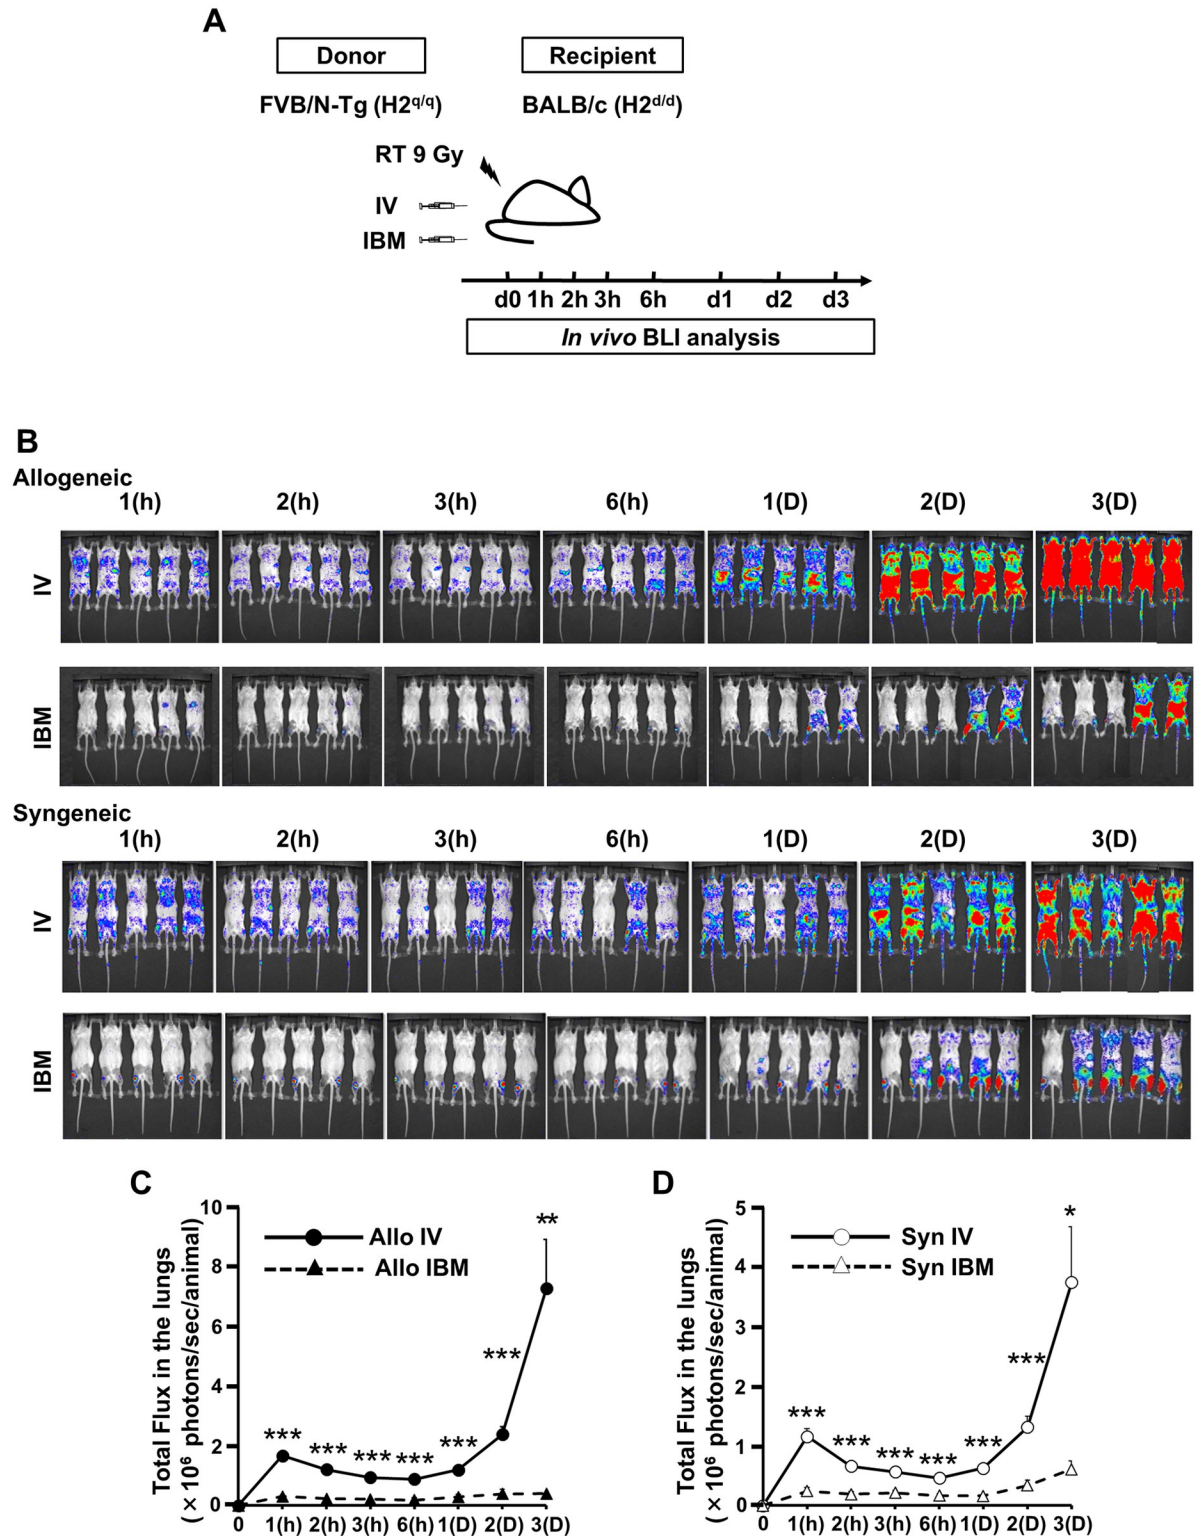 A
Donor
Recipient
FVB/N-Tg (H2q/q)
BALB/c (H2d/d)
RT 9 Gy
IV
IBM
d0 1h 2h 3h 6h d1 d2 d3
In vivo BLI analysis
B
Allogeneic
1(h) 2(h) 3(h) 6(h) 1(D) 2(D) 3(D)
IV
IBM
Syngeneic
1(h) 2(h) 3(h) 6(h) 1(D) 2(D) 3(D)
IV
IBM
C
Total Flux in the lungs
(×10⁶ photons/sec/animal)
10
8
6
4
2
0
Allo IV
Allo IBM
***
***
***
***
***
***
**
0 1(h) 2(h) 3(h) 6(h) 1(D) 2(D) 3(D)
D
Total Flux in the lungs
(×10⁶ photons/sec/animal)
5
4
3
2
1
0
Syn IV
Syn IBM
***
***
***
***
***
***
*
0 1(h) 2(h) 3(h) 6(h) 1(D) 2(D) 3(D)